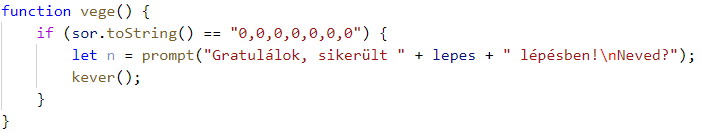 function vege() {
    if (sor.toString() == "0,0,0,0,0,0,0") {
        let n = prompt("Gratulálok, sikerült " + lepes + " lépésben!\nNeved?");
        kever();
    }
}